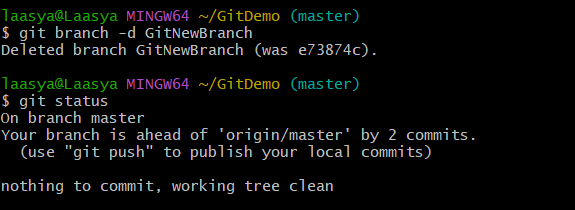 laasya@Laasya MINGW64 ~/GitDemo (master)
$ git branch -d GitNewBranch
Deleted branch GitNewBranch (was e73874c).

laasya@Laasya MINGW64 ~/GitDemo (master)
$ git status
On branch master
Your branch is ahead of 'origin/master' by 2 commits.
  (use "git push" to publish your local commits)

nothing to commit, working tree clean